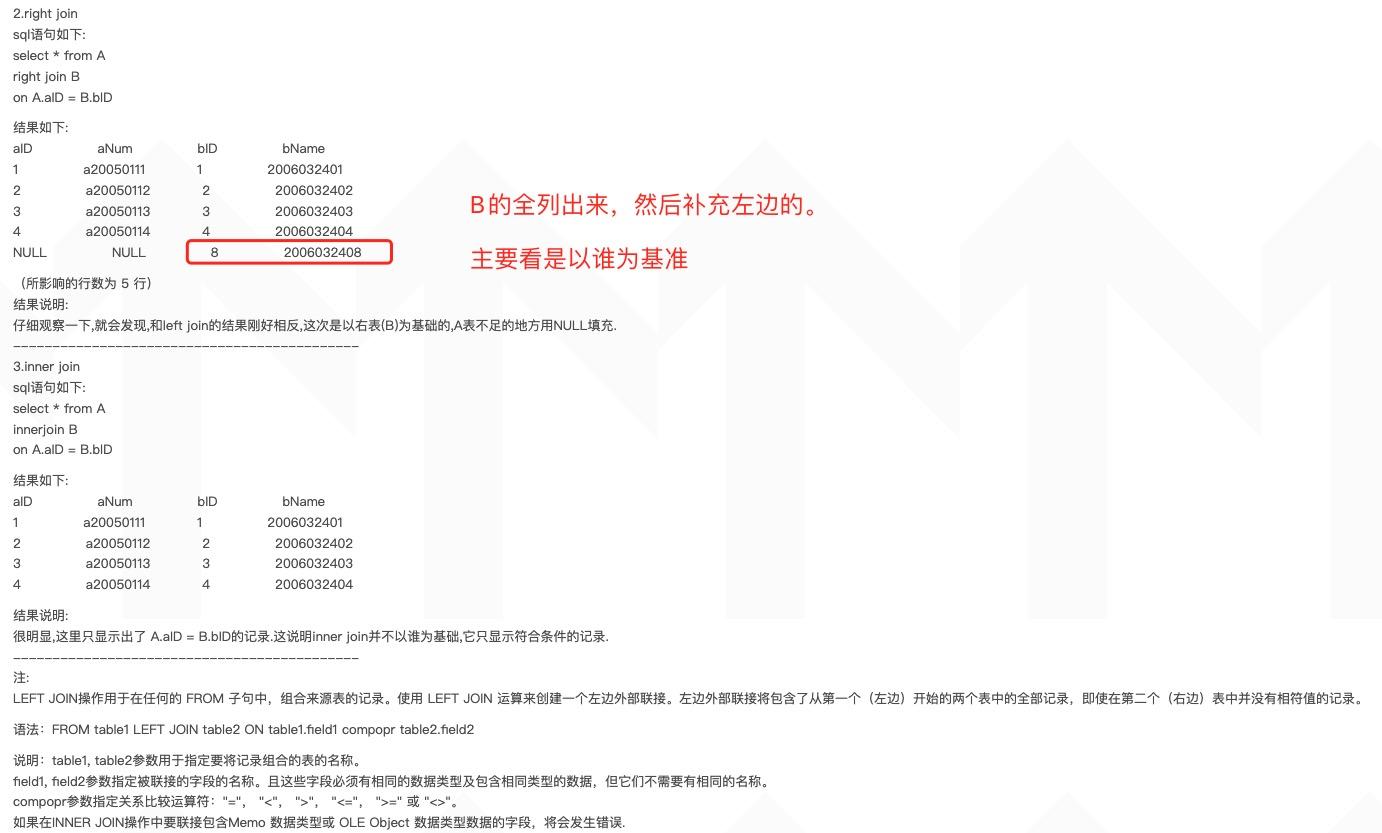 2.right join
sql语句如下:
select * from A
right join B
on A.aID = B.bID
结果如下:
aID aNum bID bName
1 a20050111 1 2006032401
2 a20050112 2 2006032402
3 a20050113 3 2006032403
4 a20050114 4 2006032404
NULL NULL 8 2006032408
B的全列出来，然后补充左边的。
主要看是以谁为基准
（所影响的行数为 5 行）
结果说明:
仔细观察一下,就会发现,和left join的结果刚好相反,这次是以右表(B)为基础的,A表不足的地方用NULL填充.
--------------------------------------------
3.inner join
sql语句如下:
select * from A
innerjoin B
on A.aID = B.bID
结果如下:
aID aNum bID bName
1 a20050111 1 2006032401
2 a20050112 2 2006032402
3 a20050113 3 2006032403
4 a20050114 4 2006032404
结果说明:
很明显,这里只显示出了 A.aID = B.bID的记录.这说明inner join并不以谁为基础,它只显示符合条件的记录.
--------------------------------------------
注:
LEFT JOIN操作用于在任何的 FROM 子句中，组合来源表的记录。使用 LEFT JOIN 运算来创建一个左边外部联接。左边外部联接将包含了从第一个（左边）开始的两个表中的全部记录，即使在第二个（右边）表中并没有相符值的记录。
语法：FROM table1 LEFT JOIN table2 ON table1.field1 compopr table2.field2
说明：table1, table2参数用于指定要将记录组合的表的名称。
field1, field2参数指定被联接的字段的名称。且这些字段必须有相同的数据类型及包含相同类型的数据，但它们不需要有相同的名称。
compopr参数指定关系比较运算符："="， "<"， ">"， "<="， ">=" 或 "<>"。
如果在INNER JOIN操作中要联接包含Memo 数据类型或 OLE Object 数据类型数据的字段，将会发生错误.